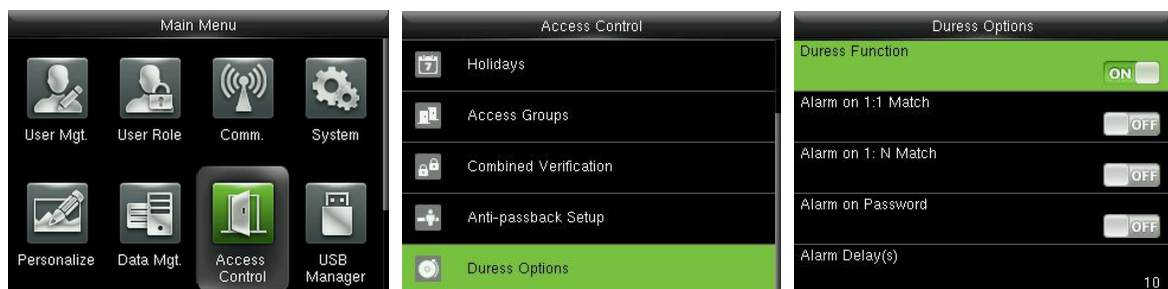 Main Menu
User Mgt.
User Role
Comm.
System
Personalize
Data Mgt.
Access
Control
USB
Manager
Access Control
7
Holidays
Access Groups
Combined Verification
Anti-passback Setup
Duress Options
Duress Options
Duress Function
ON
Alarm on 1:1 Match
OFF
Alarm on 1: N Match
OFF
Alarm on Password
OFF
Alarm Delay(s)
10